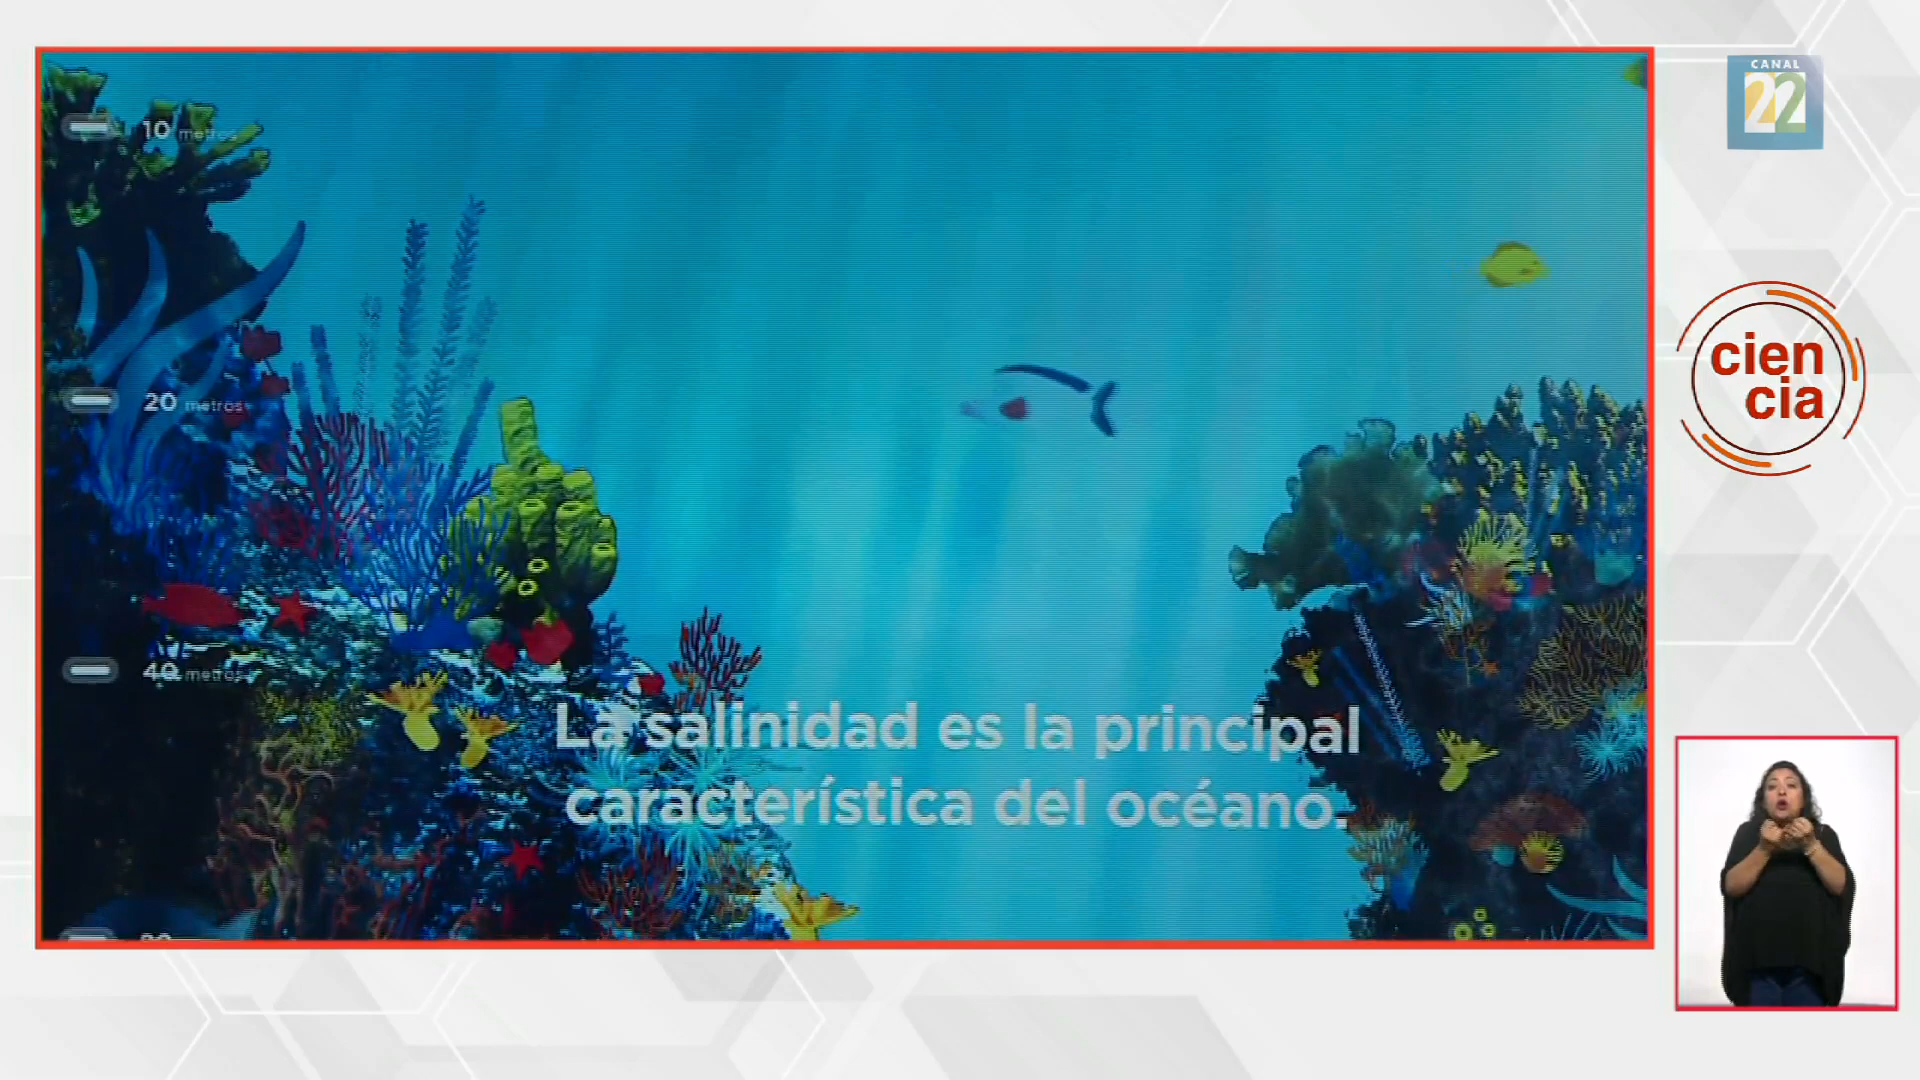 CANAL
22
10 metros
cien
cia
20 metros
40 metros
La salinidad es la principal
característica del océano.